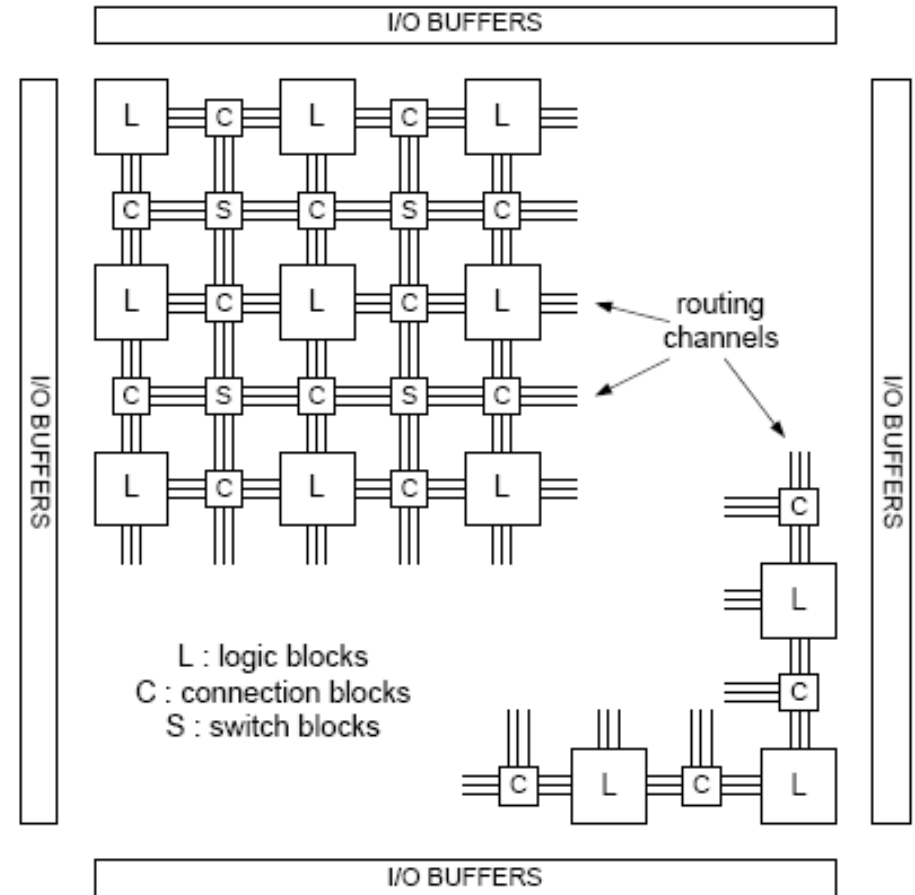 I/O BUFFERS
L C L C L
C S C S C
L C L C L
C S C S C
L C L C L
I/O BUFFERS
I/O BUFFERS
routing
channels
C
L
C
C L C L
L : logic blocks
C : connection blocks
S : switch blocks
I/O BUFFERS